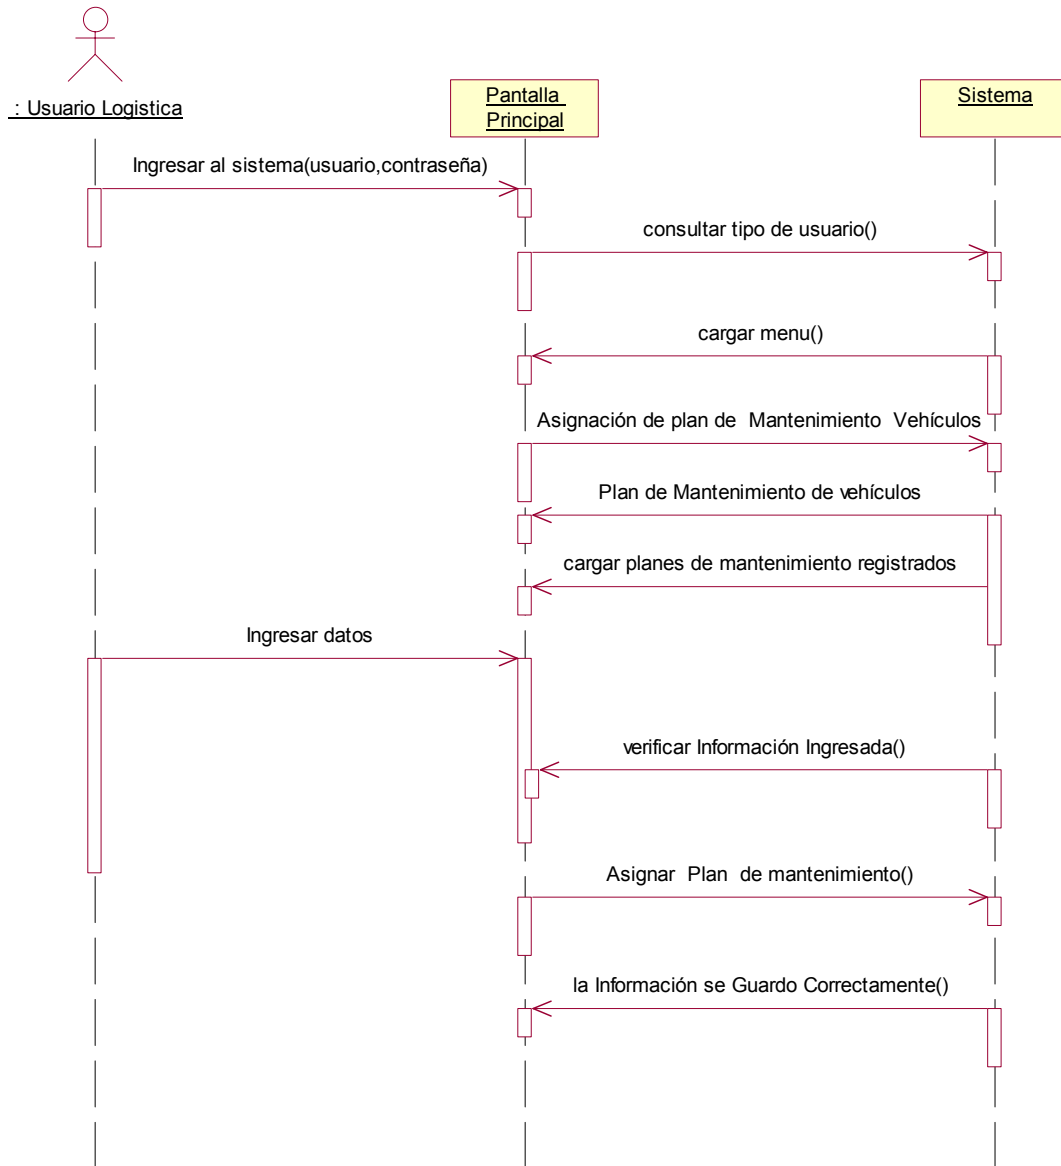 : Usuario Logistica
Pantalla
Principal
Sistema
Ingresar al sistema(usuario,contraseña)
consultar tipo de usuario()
cargar menu()
Asignación de plan de Mantenimiento Vehículos
Plan de Mantenimiento de vehículos
cargar planes de mantenimiento registrados
Ingresar datos
verificar Información Ingresada()
Asignar Plan de mantenimiento()
la Información se Guardo Correctamente()